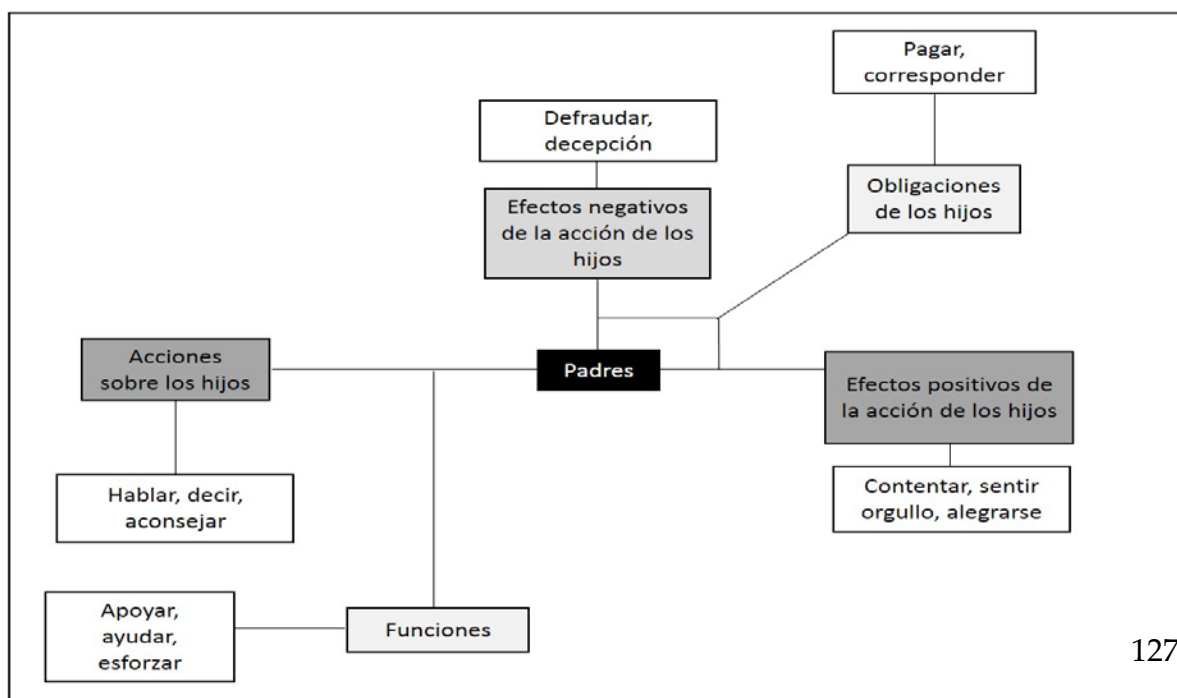 Pagar,
corresponder
Defraudar,
decepción
Obligaciones
de los hijos
Efectos negativos
de la acción de los
hijos
Acciones
sobre los hijos
Padres
Efectos positivos de
la acción de los hijos
Hablar, decir,
aconsejar
Contentar, sentir
orgullo, alegrarse
Apoyar,
ayudar,
esforzar
Funciones
127